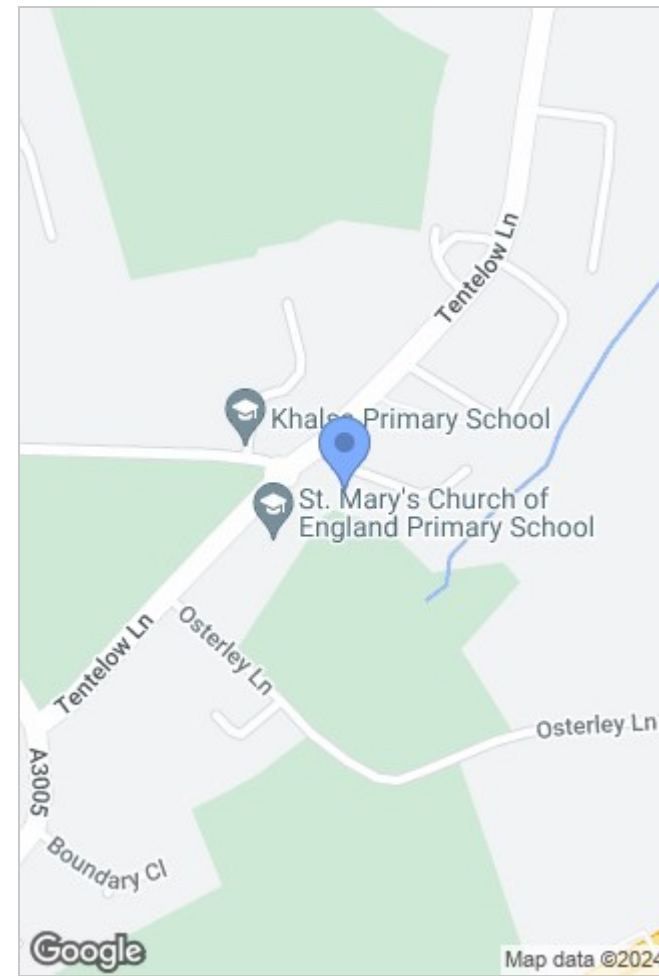 Tentelow Ln
Khalsa Primary School
St. Mary's Church of
England Primary School
Tentelow Ln
Osterley Ln
Osterley Ln
A3005
Boundary Cl
Google
Map data ©2024